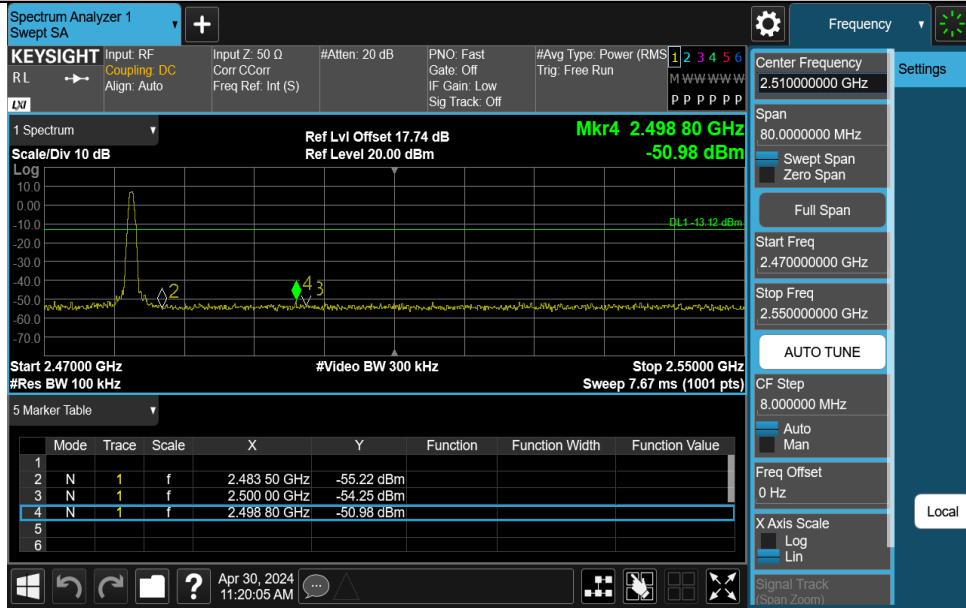 Spectrum Analyzer 1
Swept SA
+
Frequency
KEYSIGHT
Input: RF
Coupling: DC
Align: Auto
Input Z: 50 Ω
Corr CCorr
Freq Ref: Int (S)
#Atten: 20 dB
PNO: Fast
Gate: Off
IF Gain: Low
Sig Track: Off
#Avg Type: Power (RMS
Trig: Free Run
1 2 3 4 5 6
M W W W W W
P P P P P P
R L
LXI
Center Frequency
2.510000000 GHz
Settings
1 Spectrum
Ref Lvl Offset 17.74 dB
Mkr4 2.498 80 GHz
Scale/Div 10 dB
Ref Level 20.00 dBm
-50.98 dBm
Span
80.0000000 MHz
Swept Span
Zero Span
Log
10.0
0.00
-10.0
-20.0
-30.0
-40.0
-50.0
-60.0
-70.0
DL1 -13.12 dBm
2
4
3
Full Span
Start Freq
2.470000000 GHz
Stop Freq
2.550000000 GHz
AUTO TUNE
Start 2.47000 GHz
#Video BW 300 kHz
Stop 2.55000 GHz
#Res BW 100 kHz
Sweep 7.67 ms (1001 pts)
CF Step
8.000000 MHz
Auto
Man
5 Marker Table
Mode Trace Scale X Y Function Function Width Function Value
1
2 N 1 f 2.483 50 GHz -55.22 dBm
3 N 1 f 2.500 00 GHz -54.25 dBm
4 N 1 f 2.498 80 GHz -50.98 dBm
5
6
Freq Offset
0 Hz
Local
X Axis Scale
Log
Lin
Signal Track
(Span Zoom)
?
Apr 30, 2024
11:20:05 AM